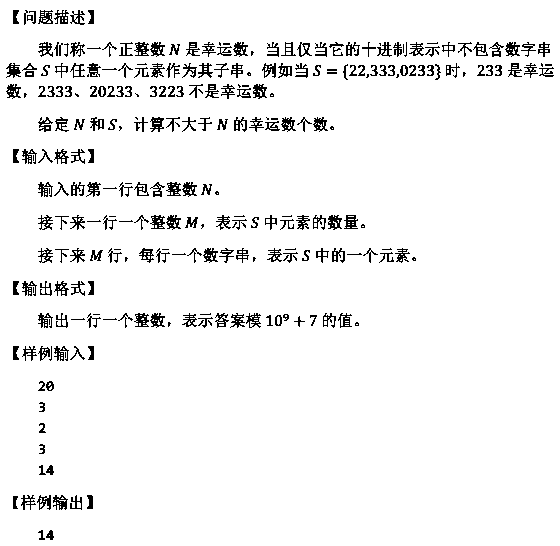 【问题描述】
我们称一个正整数 N 是幸运数，当且仅当它的十进制表示中不包含数字串
集合 S 中任意一个元素作为其子串。例如当 S = {22,333,0233} 时，233 是幸运
数，2333、20233、3223 不是幸运数。
给定 N 和 S，计算不大于 N 的幸运数个数。
【输入格式】
输入的第一行包含整数 N。
接下来一行一个整数 M，表示 S 中元素的数量。
接下来 M 行，每行一个数字串，表示 S 中的一个元素。
【输出格式】
输出一行一个整数，表示答案模 10⁹ + 7 的值。
【样例输入】
20
3
2
3
14
【样例输出】
14